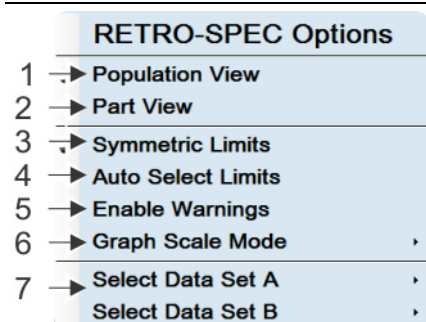 RETRO-SPEC Options
1 Population View
2 Part View
3 Symmetric Limits
4 Auto Select Limits
5 Enable Warnings
6 Graph Scale Mode
7 Select Data Set A
Select Data Set B